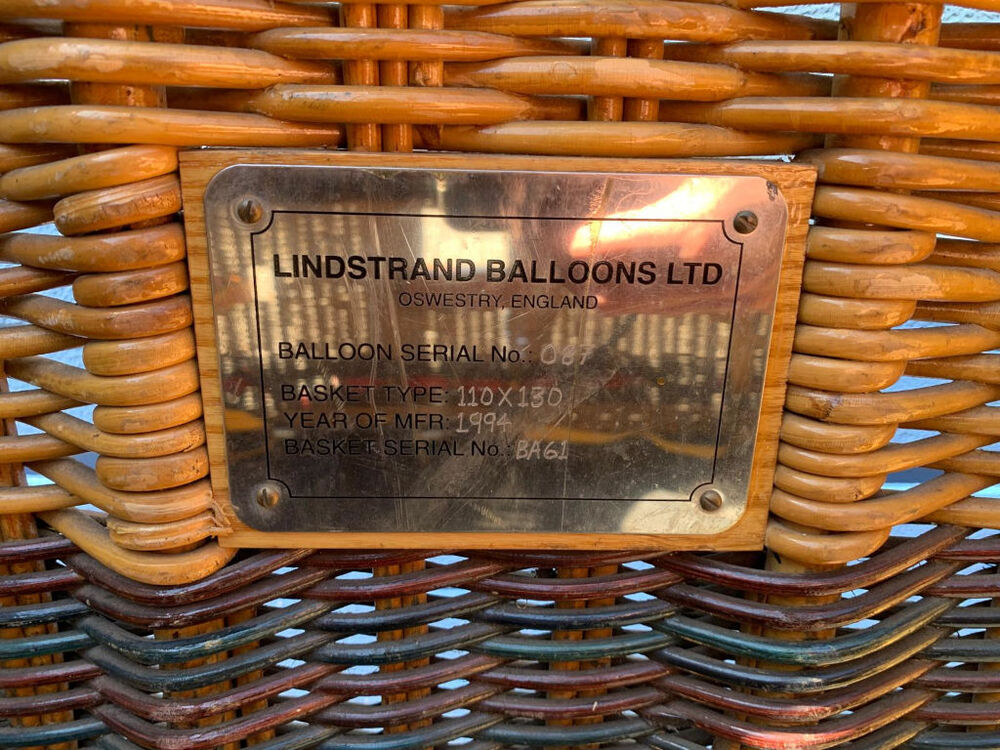 LINDSTRAND BALLOONS LTD
OSWESTRY, ENGLAND
BALLOON SERIAL No.: 087
BASKET TYPE: 110X130
YEAR OF MFR: 1994
BASKET SERIAL No.: BA61